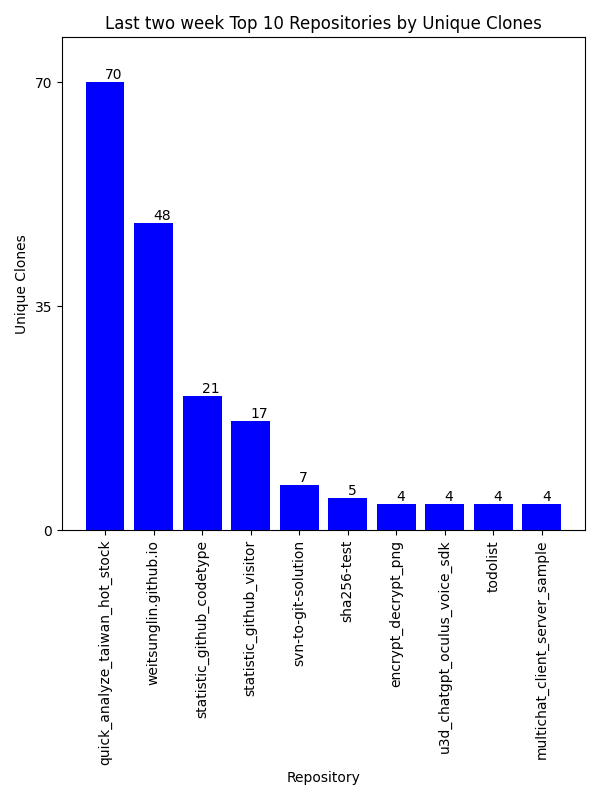 Last two week Top 10 Repositories by Unique Clones
70
35
0
Unique Clones
70
48
21
17
7
5
4
4
4
4
quick_analyze_taiwan_hot_stock
weitsunglin.github.io
statistic_github_codetype
statistic_github_visitor
svn-to-git-solution
sha256-test
encrypt_decrypt_png
u3d_chatgpt_oculus_voice_sdk
todolist
multichat_client_server_sample
Repository